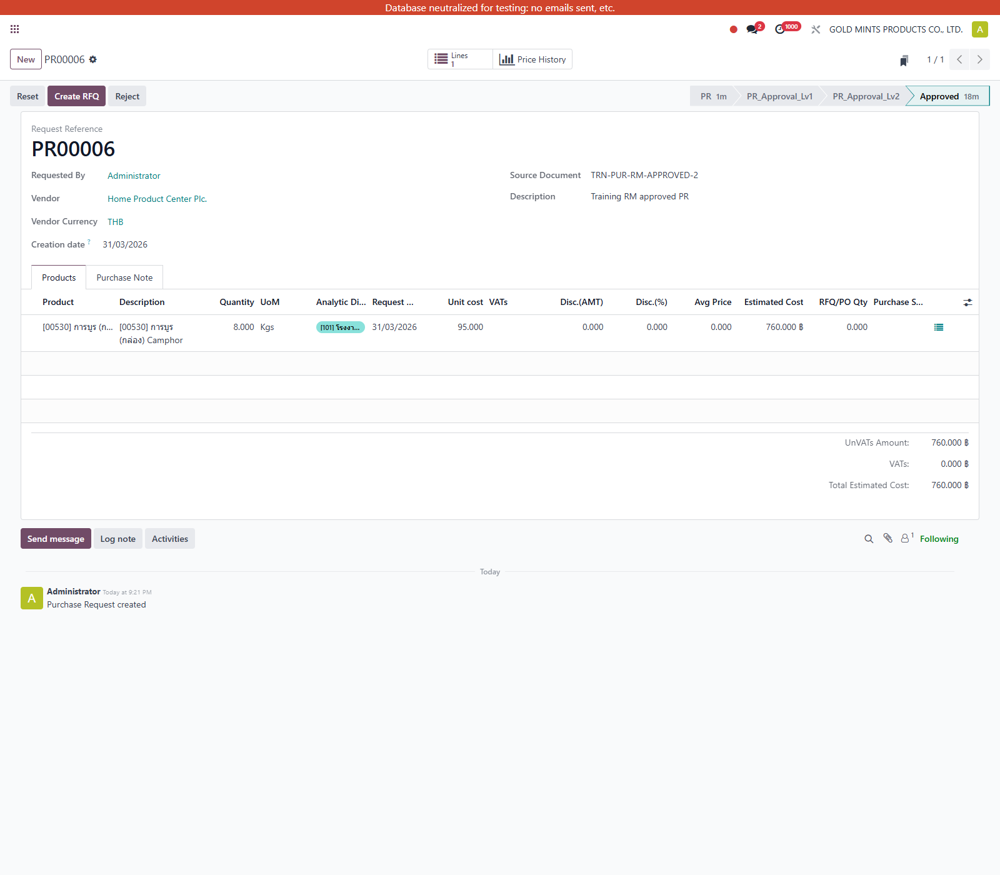 Database neutralized for testing: no emails sent, etc.
2
1000
GOLD MINTS PRODUCTS CO., LTD.
A
New
PR00006
Lines
1
Price History
1 / 1
Reset
Create RFQ
Reject
PR 1m
PR_Approval_Lv1
PR_Approval_Lv2
Approved 18m
Request Reference
PR00006
Requested By
Administrator
Source Document
TRN-PUR-RM-APPROVED-2
Vendor
Home Product Center Plc.
Description
Training RM approved PR
Vendor Currency
THB
Creation date ?
31/03/2026
Products
Purchase Note
Product Description Quantity UoM Analytic Di... Request ... Unit cost VATs Disc.(AMT) Disc.(%) Avg Price Estimated Cost RFQ/PO Qty Purchase S...
[00530] การบูร (ก... [00530] การบูร 8.000 Kgs [101] โรงงา... 31/03/2026 95.000 0.000 0.000 0.000 760.000 ฿ 0.000
(กล่อง) Camphor
UnVATs Amount: 760.000 ฿
VATs: 0.000 ฿
Total Estimated Cost: 760.000 ฿
Send message
Log note
Activities
1
Following
Today
A
Administrator Today at 9:21 PM
Purchase Request created